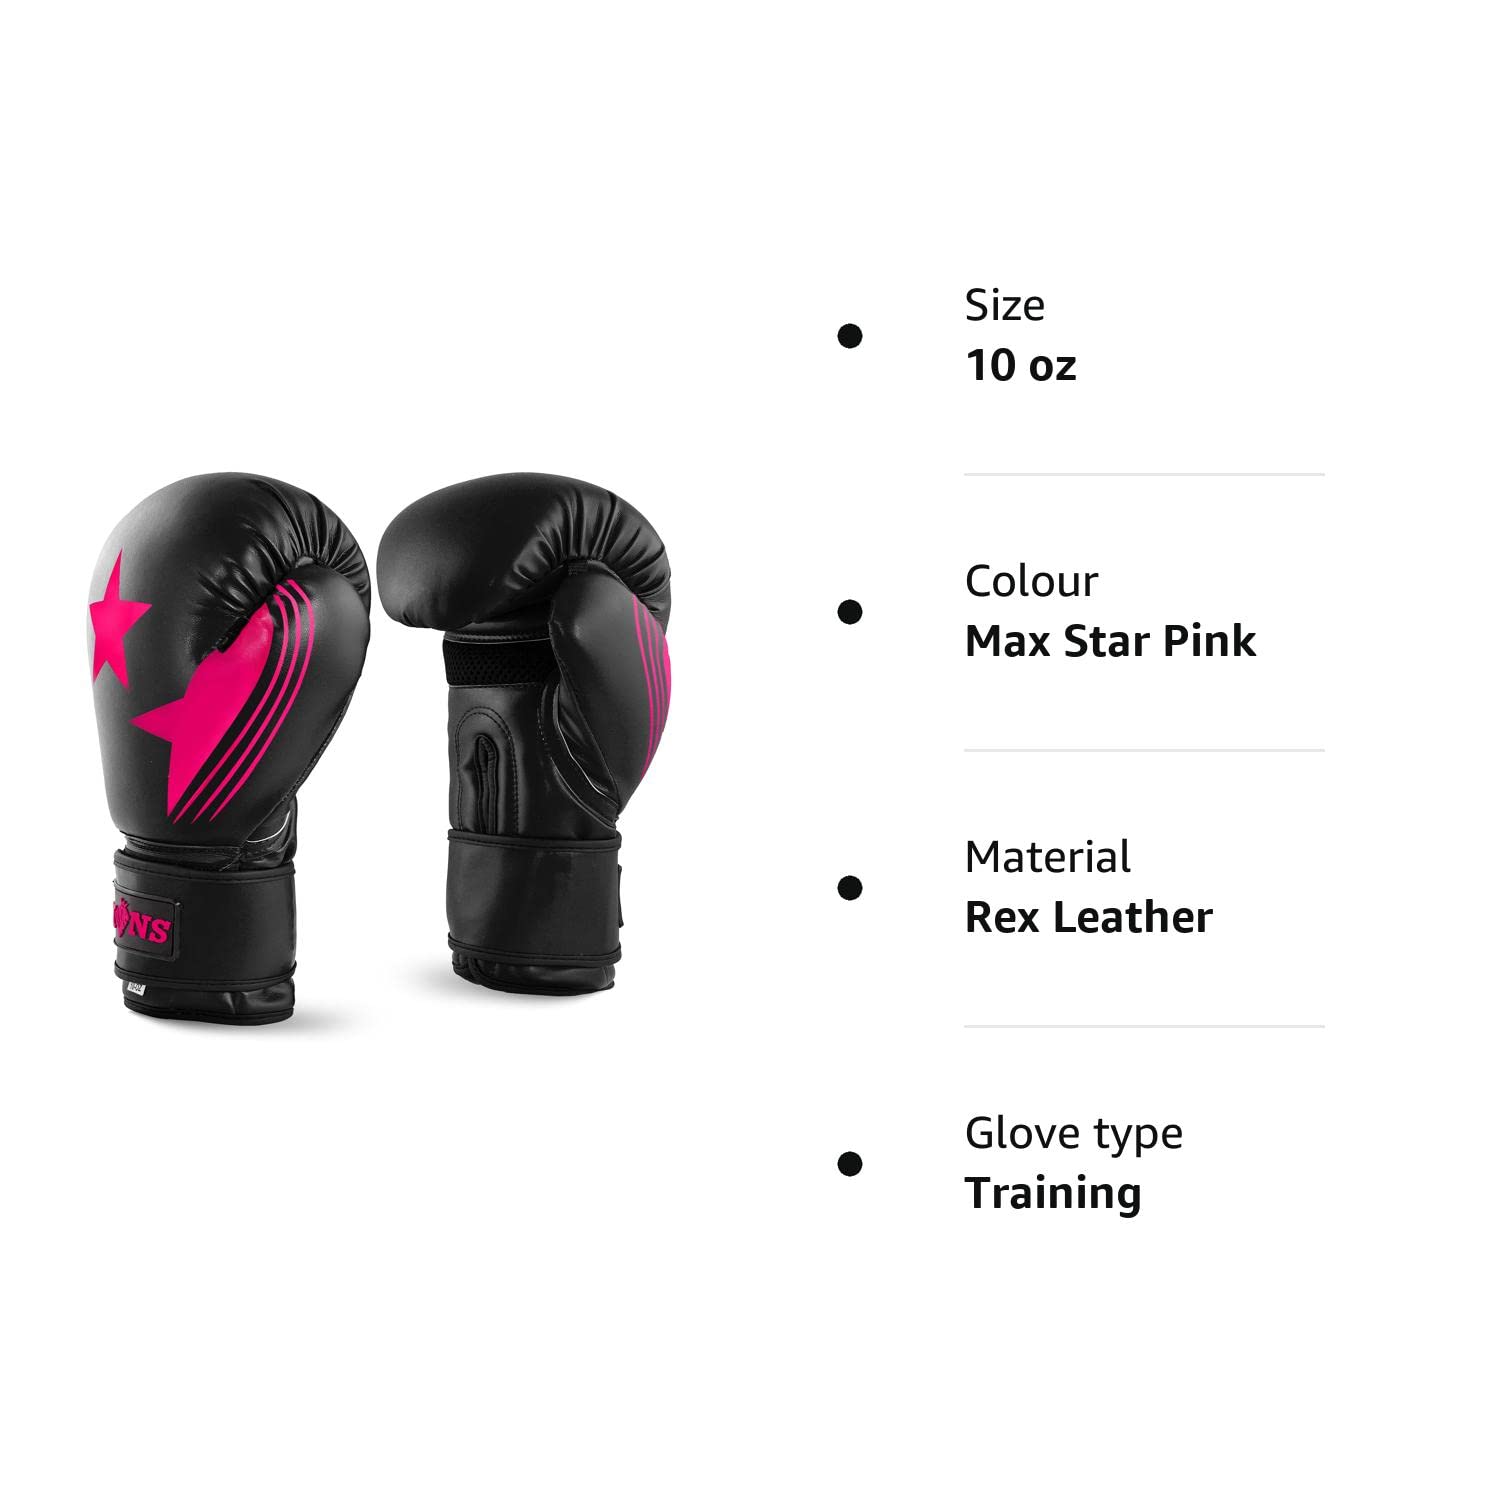 Size
10 oz
Colour
Max Star Pink
Material
Rex Leather
Glove type
Training